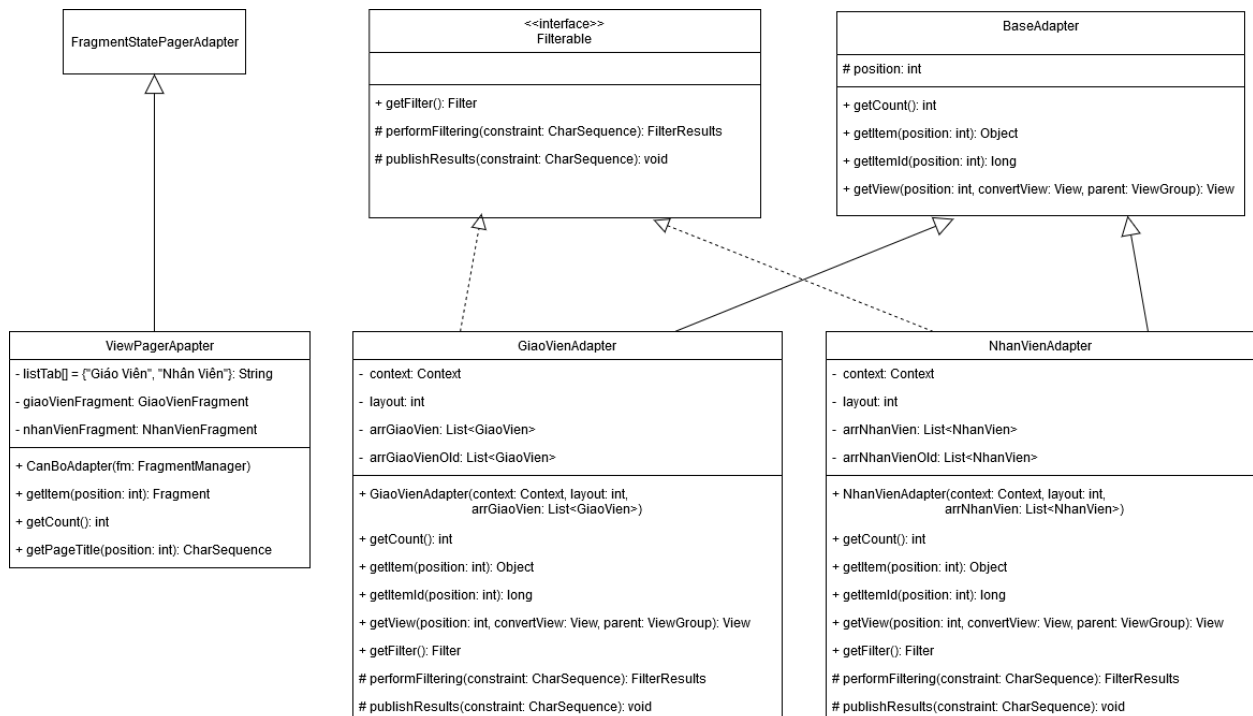 FragmentStatePagerAdapter
<<interface>>
Filterable
+ getFilter(): Filter
# performFiltering(constraint: CharSequence): FilterResults
# publishResults(constraint: CharSequence): void
BaseAdapter
# position: int
+ getCount(): int
+ getItem(position: int): Object
+ getItemId(position: int): long
+ getView(position: int, convertView: View, parent: ViewGroup): View
ViewPagerApapter
- listTab[] = {"Giáo Viên", "Nhân Viên"}: String
- giaoVienFragment: GiaoVienFragment
- nhanVienFragment: NhanVienFragment
+ CanBoAdapter(fm: FragmentManager)
+ getItem(position: int): Fragment
+ getCount(): int
+ getPageTitle(position: int): CharSequence
GiaoVienAdapter
- context: Context
- layout: int
- arrGiaoVien: List<GiaoVien>
- arrGiaoVienOld: List<GiaoVien>
+ GiaoVienAdapter(context: Context, layout: int,
arrGiaoVien: List<GiaoVien>)
+ getCount(): int
+ getItem(position: int): Object
+ getItemId(position: int): long
+ getView(position: int, convertView: View, parent: ViewGroup): View
+ getFilter(): Filter
# performFiltering(constraint: CharSequence): FilterResults
# publishResults(constraint: CharSequence): void
NhanVienAdapter
- context: Context
- layout: int
- arrNhanVien: List<NhanVien>
- arrNhanVienOld: List<NhanVien>
+ NhanVienAdapter(context: Context, layout: int,
arrNhanVien: List<NhanVien>)
+ getCount(): int
+ getItem(position: int): Object
+ getItemId(position: int): long
+ getView(position: int, convertView: View, parent: ViewGroup): View
+ getFilter(): Filter
# performFiltering(constraint: CharSequence): FilterResults
# publishResults(constraint: CharSequence): void